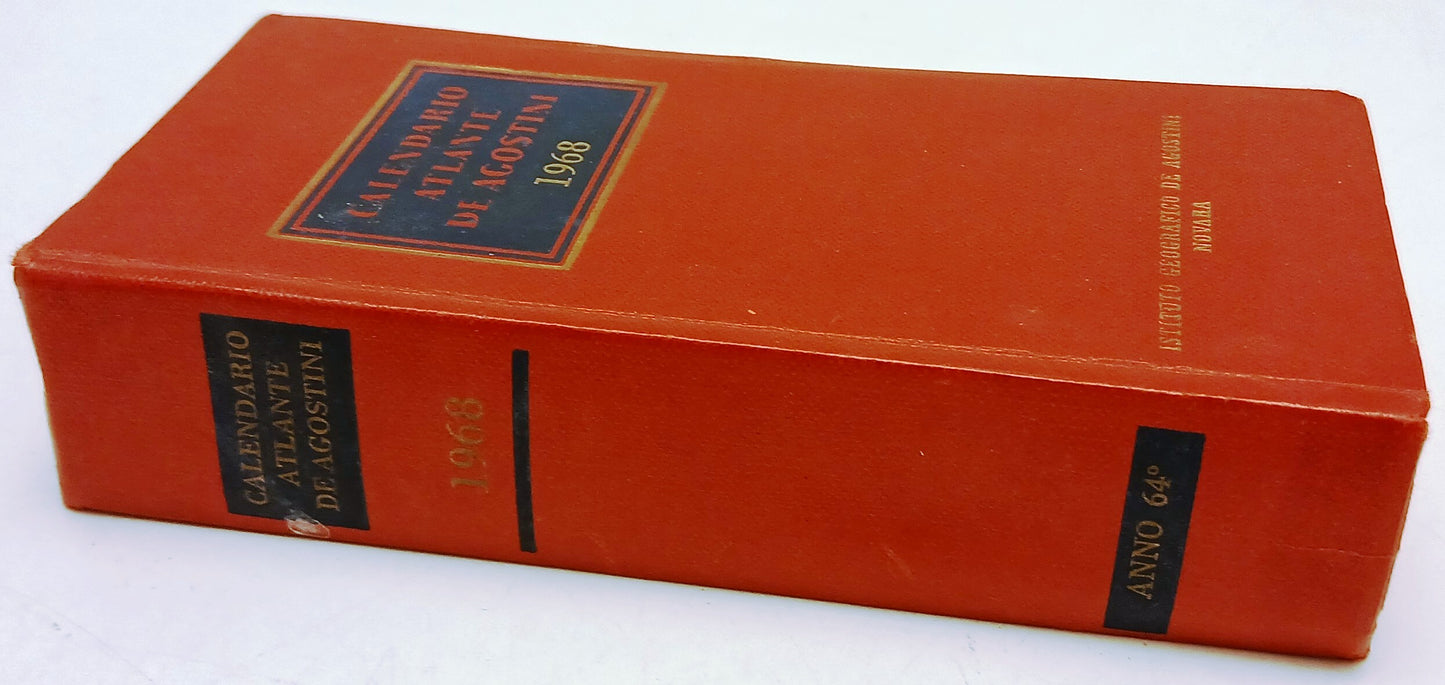 CALENDARIO
ATLANTE
DE AGOSTINI
1968
ISTITUTO GEOGRAFICO DE AGOSTINI
NOVARA
CALENDARIO
ATLANTE
DE AGOSTINI
1968
ANNO 64°